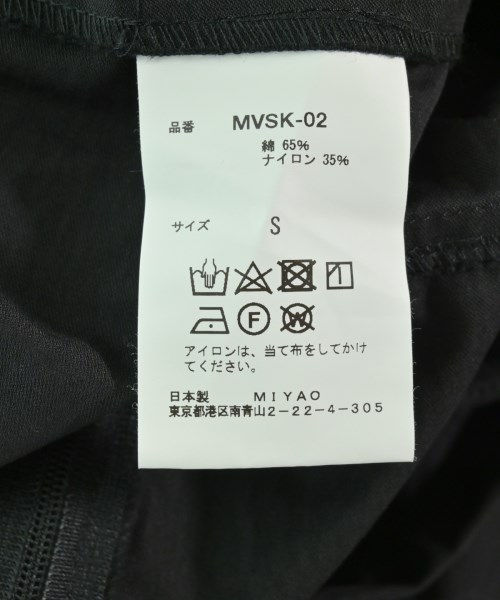 品番 MVSK-02
綿 65%
ナイロン 35%
サイズ S
F W
アイロンは、当て布をしてかけ
てください。
日本製 MIYAO
東京都港区南青山2-22-4-305